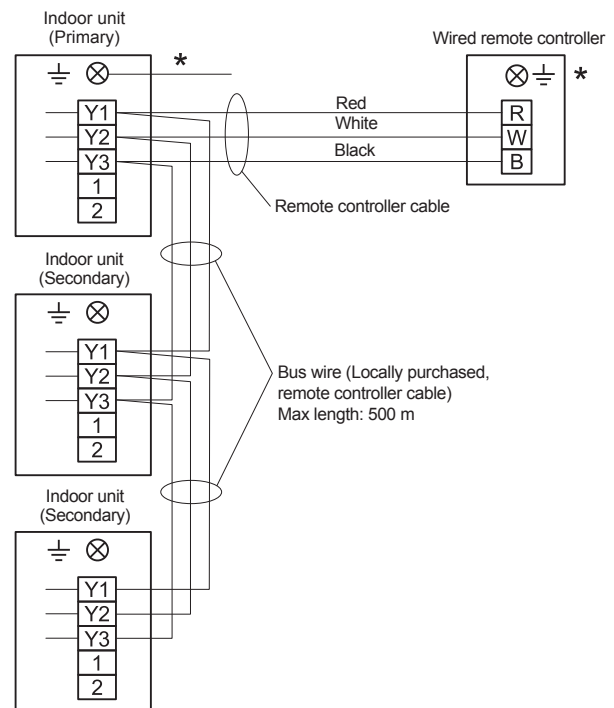 Indoor unit
(Primary)
*
Y1
Y2
Y3
1
2
Wired remote controller
*
R
W
B
Red
White
Black
Remote controller cable
Indoor unit
(Secondary)
Y1
Y2
Y3
1
2
Bus wire (Locally purchased,
remote controller cable)
Max length: 500 m
Indoor unit
(Secondary)
Y1
Y2
Y3
1
2